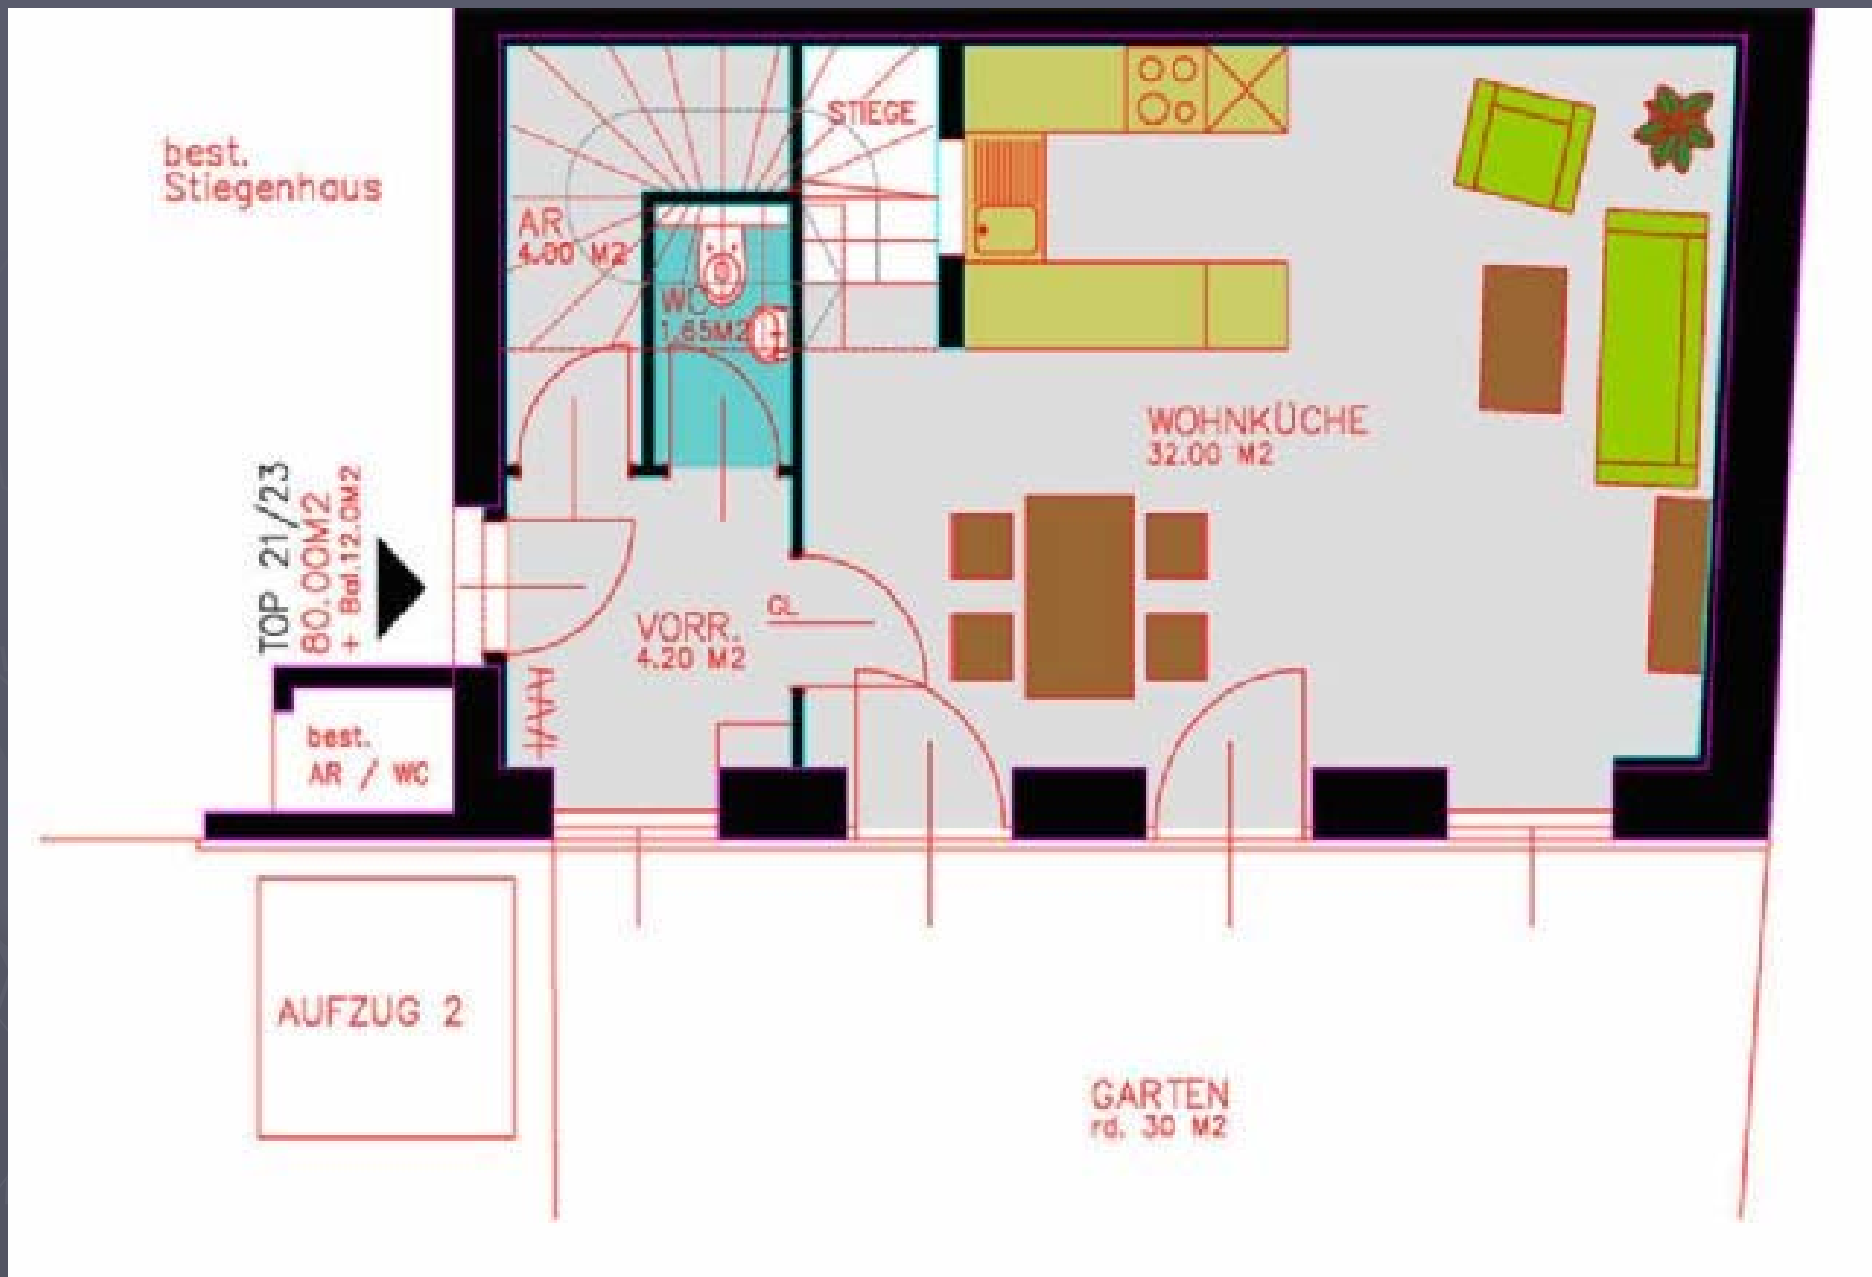 best.
Stiegenhaus
STIEGE
AR
4.00 M2
WC
1.65M2
WOHNKÜCHE
32.00 M2
TOP 21/23
80.00M2
+ Bal.12.0M2
GL
VORR.
4.20 M2
best.
AR / WC
AUFZUG 2
GARTEN
rd. 30 M2